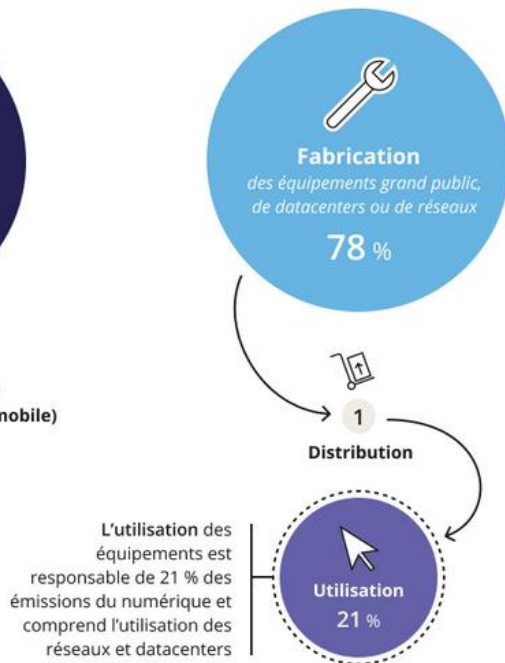 Fabrication
des équipements grand public,
de datacenters ou de réseaux
78 %
mobile)
1
Distribution
L'utilisation des
équipements est
responsable de 21 % des
émissions du numérique et
comprend l'utilisation des
réseaux et datacenters
Utilisation
21 %